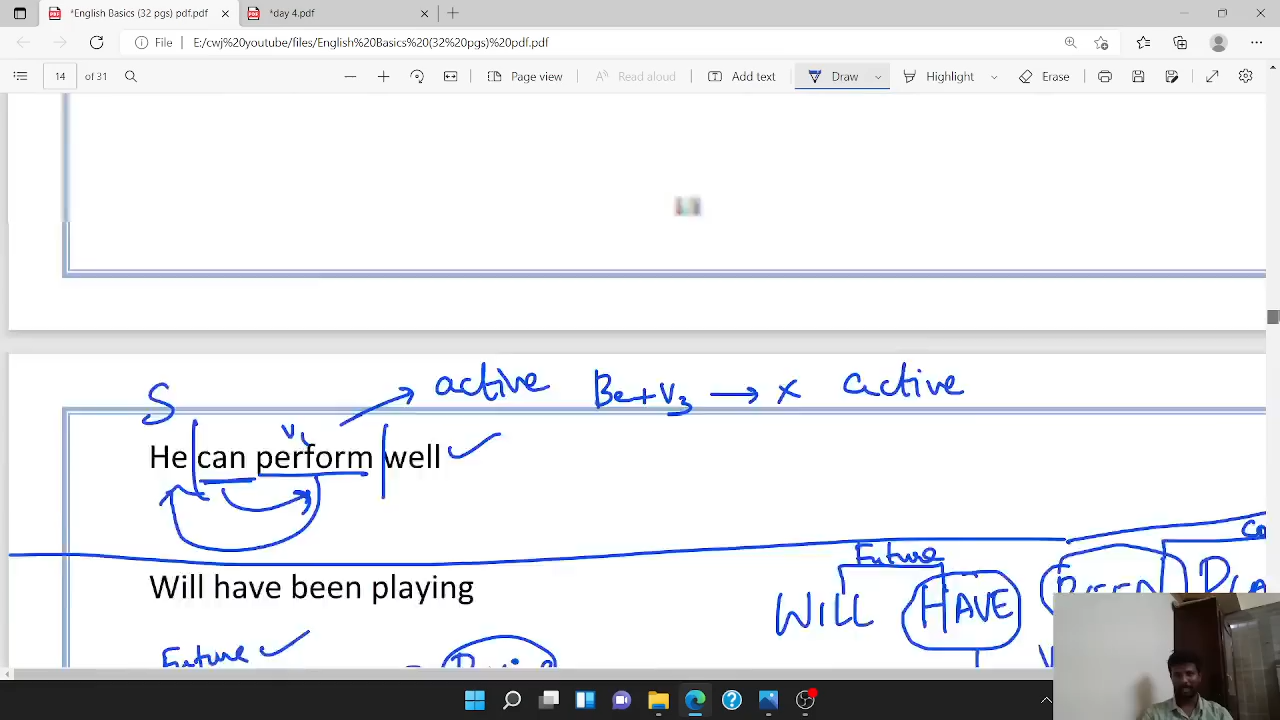 *English Basics (32 pgs) pdf.pdf
*day 4.pdf
File E:/cwj%20youtube/files/English%20Basics%20(32%20pgs)%20pdf.pdf
14 of 31 Page view Read aloud Add text Draw Highlight Erase
S active Be+V3 → x active
V1
He can perform well
Future
Will have been playing
WILL HAVE BEEN
Future